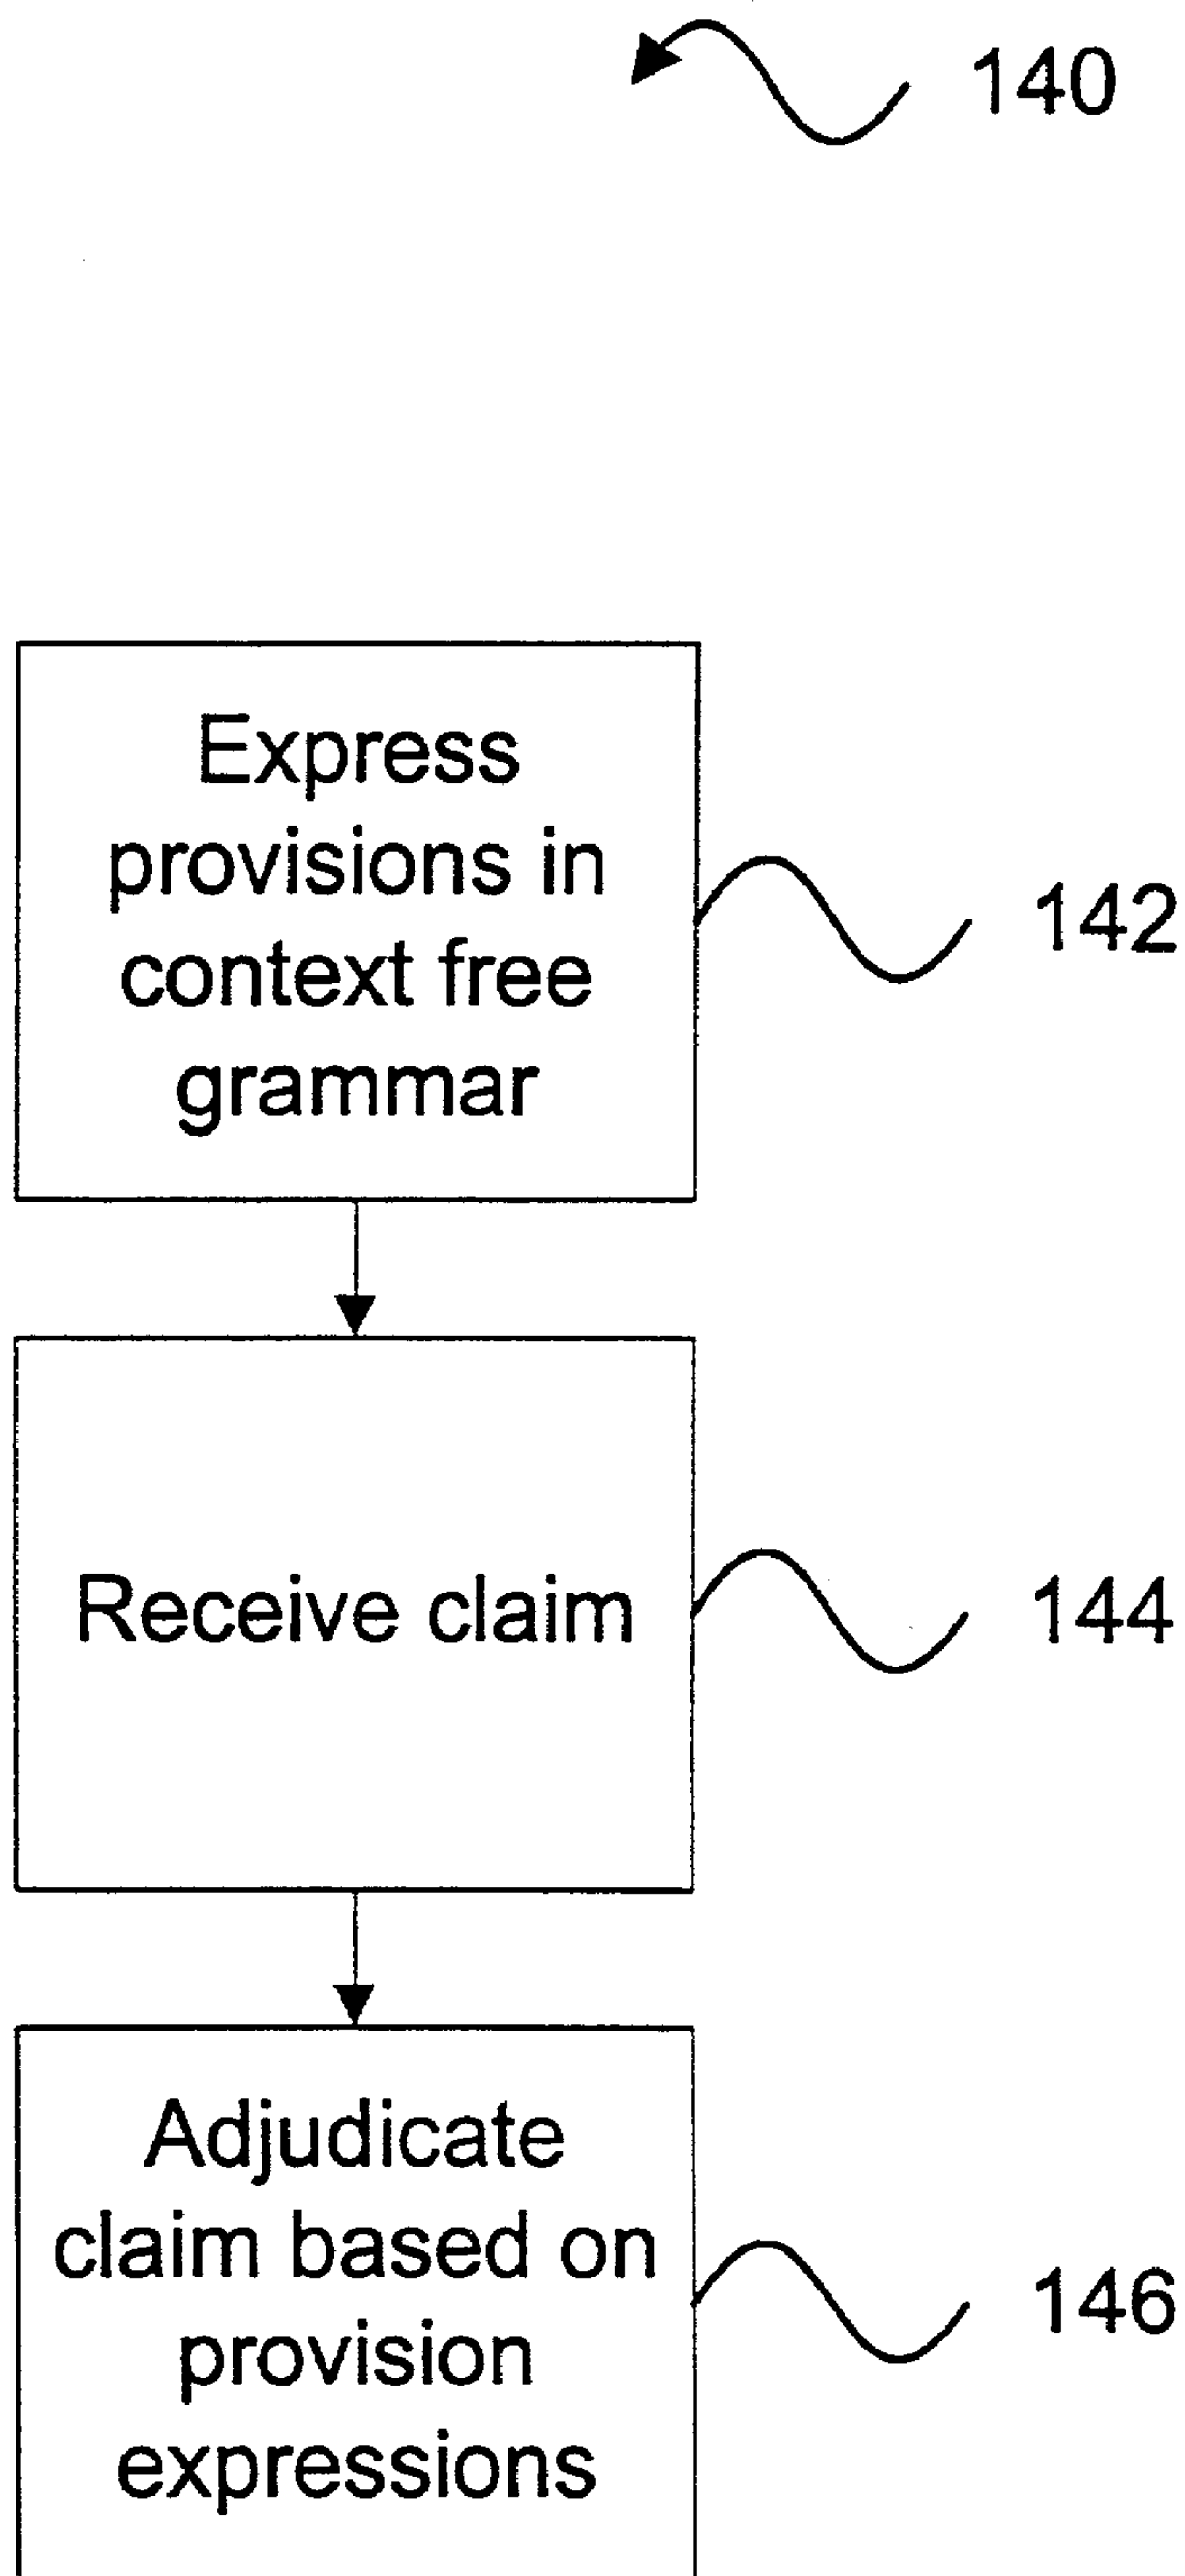 140
Express
provisions in
context free
grammar
142
Receive claim
144
Adjudicate
claim based on
provision
expressions
146